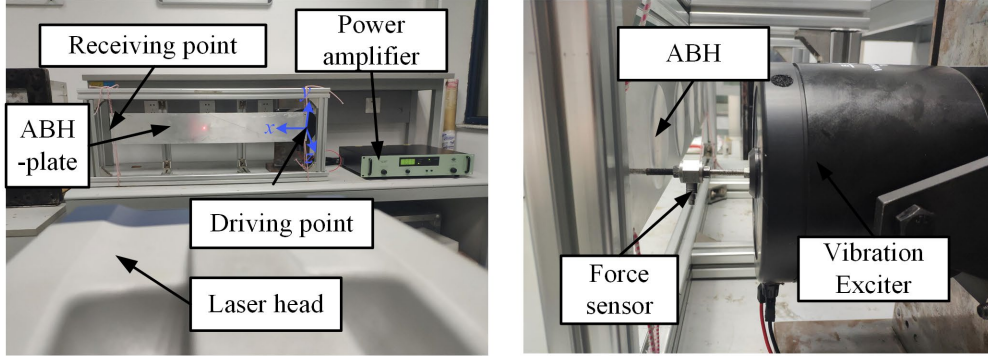 Receiving point
Power
amplifier
ABH
-plate
x
Driving point
Laser head
ABH
Force
sensor
Vibration
Exciter